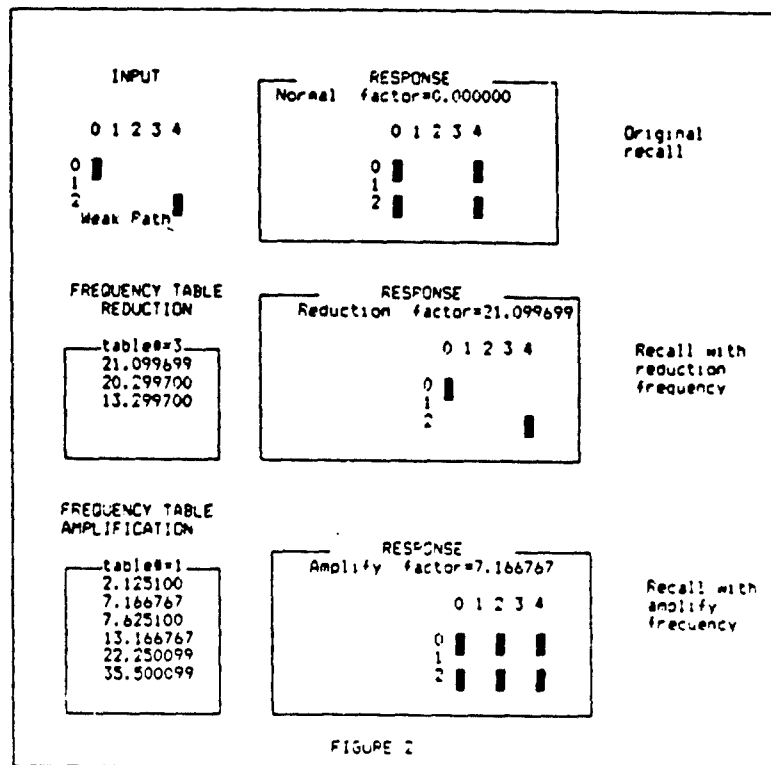 INPUT
0 1 2 3 4
0
1
2
Weak Path
RESPONSE
Normal factor=0.000000
0 1 2 3 4
0
1
2
Original
recall
FREQUENCY TABLE
REDUCTION
table#=3
21.099699
20.299700
13.299700
RESPONSE
Reduction factor=21.099699
0 1 2 3 4
0
1
2
Recall with
reduction
frequency
FREQUENCY TABLE
AMPLIFICATION
table#=1
2.125100
7.166767
7.625100
13.166767
22.250099
35.500099
RESPONSE
Amplify factor=7.166767
0 1 2 3 4
0
1
2
Recall with
amplify
frequency
FIGURE 2